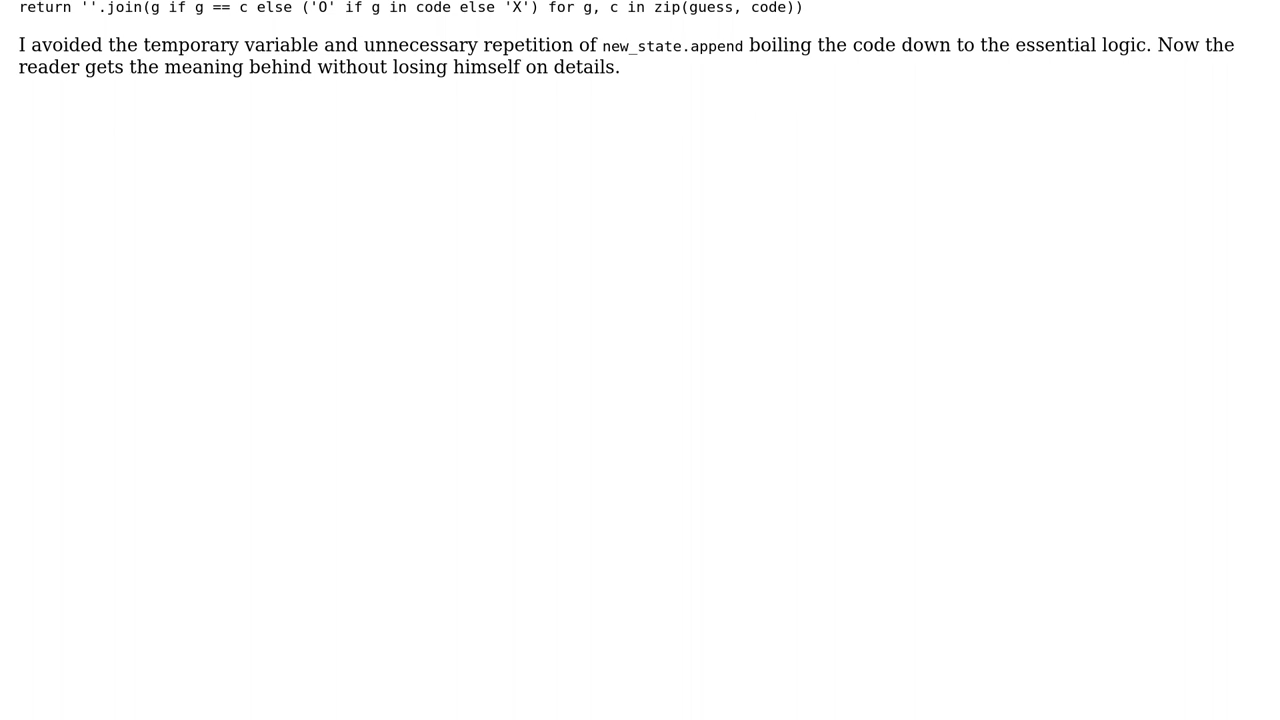 return ''.join(g if g == c else ('O' if g in code else 'X') for g, c in zip(guess, code))
I avoided the temporary variable and unnecessary repetition of new_state.append boiling the code down to the essential logic. Now the
reader gets the meaning behind without losing himself on details.